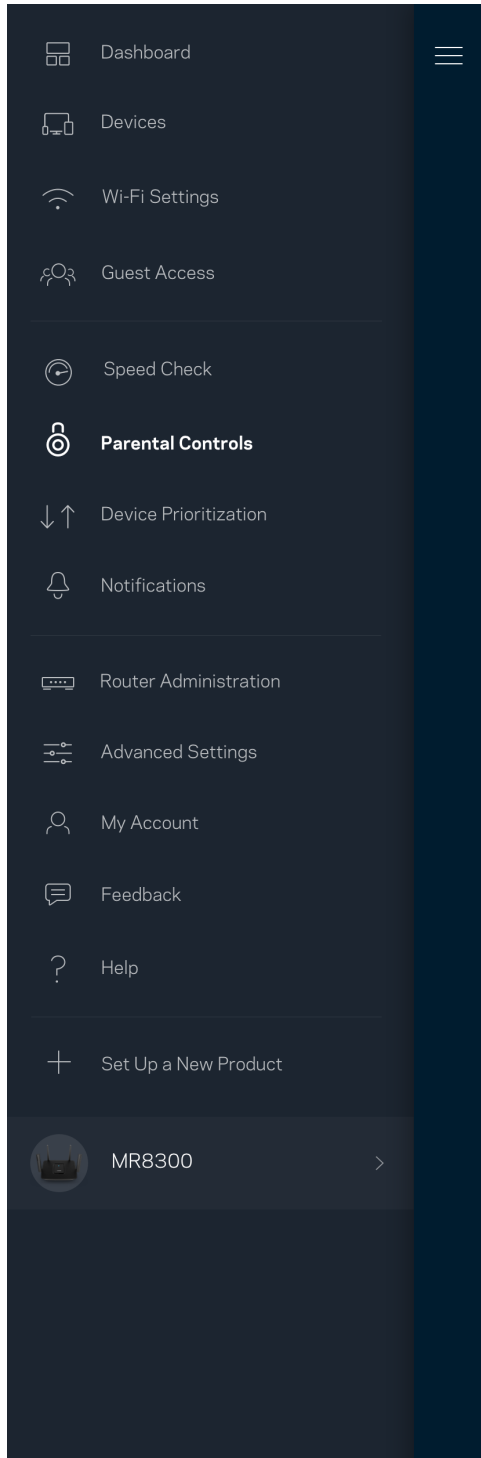 Dashboard
Devices
Wi-Fi Settings
Guest Access
Speed Check
Parental Controls
Device Prioritization
Notifications
Router Administration
Advanced Settings
My Account
Feedback
Help
Set Up a New Product
MR8300